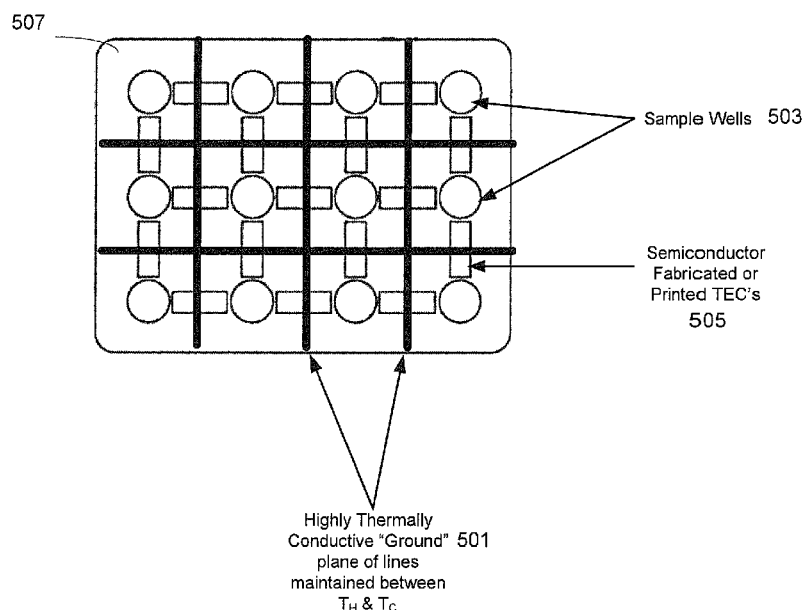 507
Sample Wells 503
Semiconductor
Fabricated or
Printed TEC's
505
Highly Thermally
Conductive "Ground" 501
plane of lines
maintained between
TH & TC